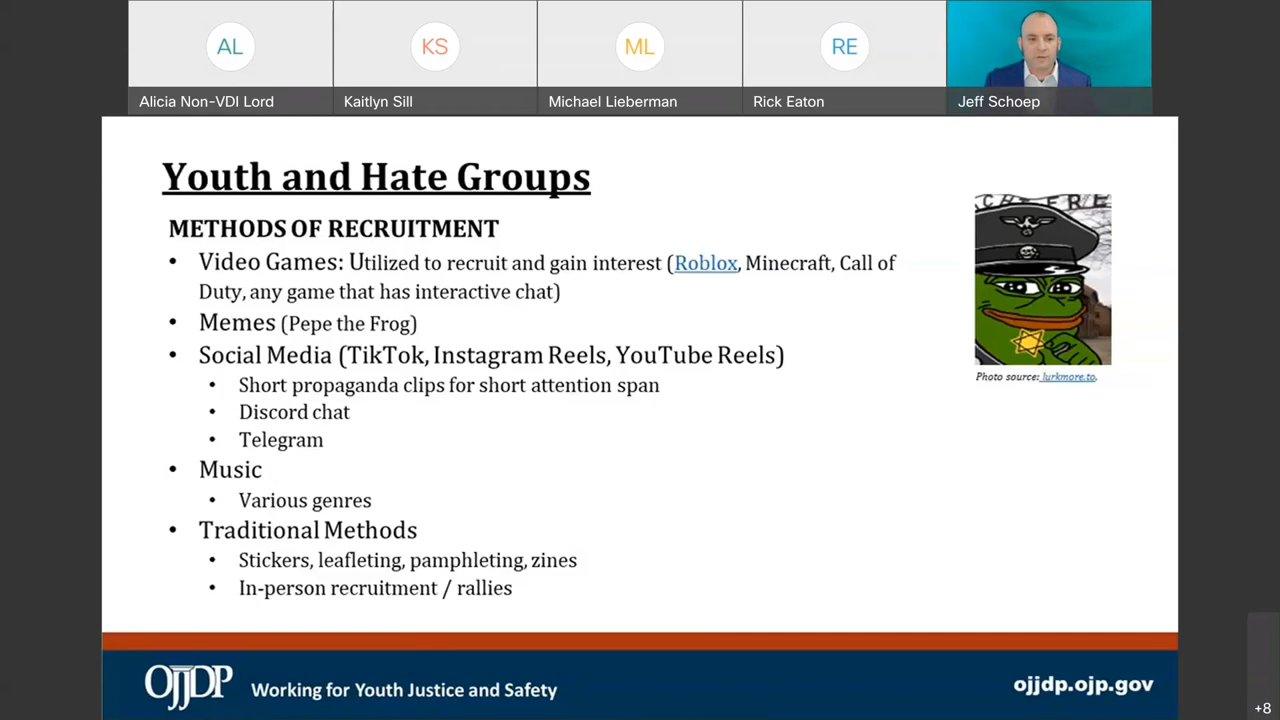 AL
KS
ML
RE
Alicia Non-VDI Lord
Kaitlyn Sill
Michael Lieberman
Rick Eaton
Jeff Schoep
Youth and Hate Groups
METHODS OF RECRUITMENT
• Video Games: Utilized to recruit and gain interest (Roblox, Minecraft, Call of
Duty, any game that has interactive chat)
• Memes (Pepe the Frog)
• Social Media (TikTok, Instagram Reels, YouTube Reels)
• Short propaganda clips for short attention span
• Discord chat
• Telegram
• Music
• Various genres
• Traditional Methods
• Stickers, leafleting, pamphleting, zines
• In-person recruitment / rallies
Photo source: lurkmore.to.
OJJDP
Working for Youth Justice and Safety
ojjdp.ojp.gov
+8